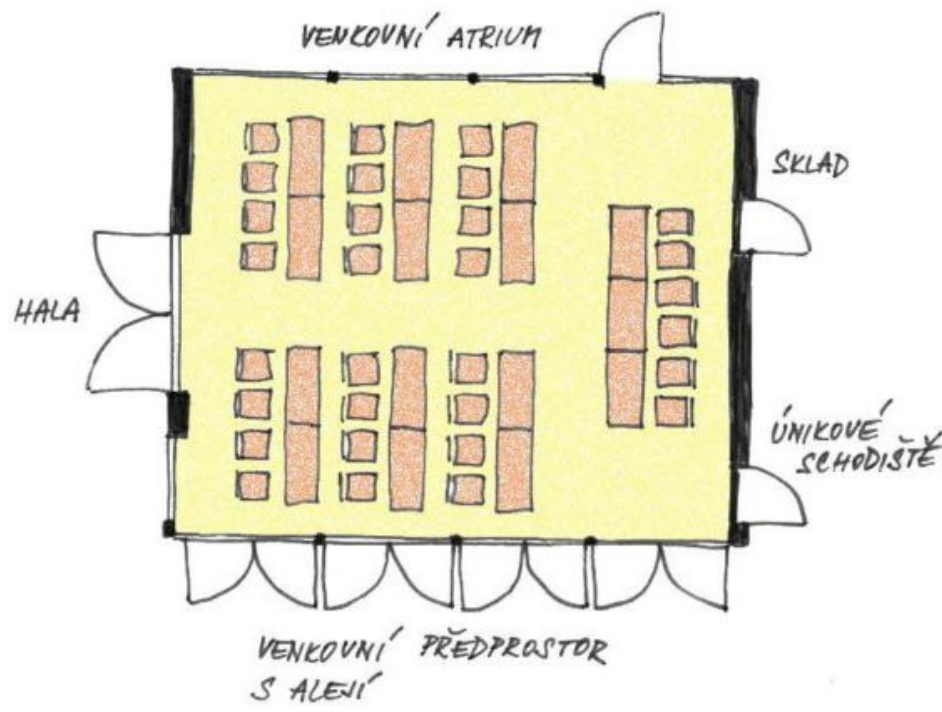 VENKOVNÍ ATRIUM
SKLAD
HALA
ÚNIKOVÉ
SCHODIŠTĚ
VENKOVNÍ PŘEDPROSTOR
S ALEJÍ